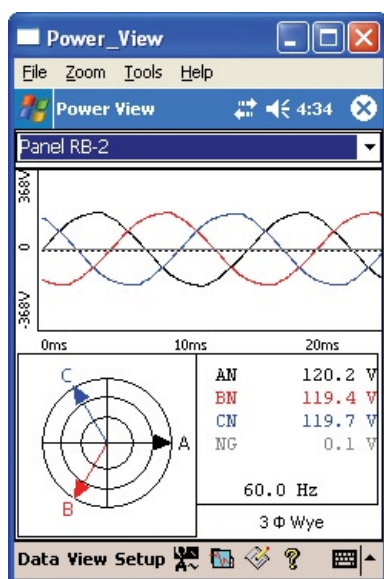 Power_View
File Zoom Tools Help
Power View 4:34
Panel RB-2
368V
0
-368V
0ms 10ms 20ms
C
A
B
AN 120.2 V
BN 119.4 V
CN 119.7 V
NG 0.1 V
60.0 Hz
3 Φ Wye
Data View Setup